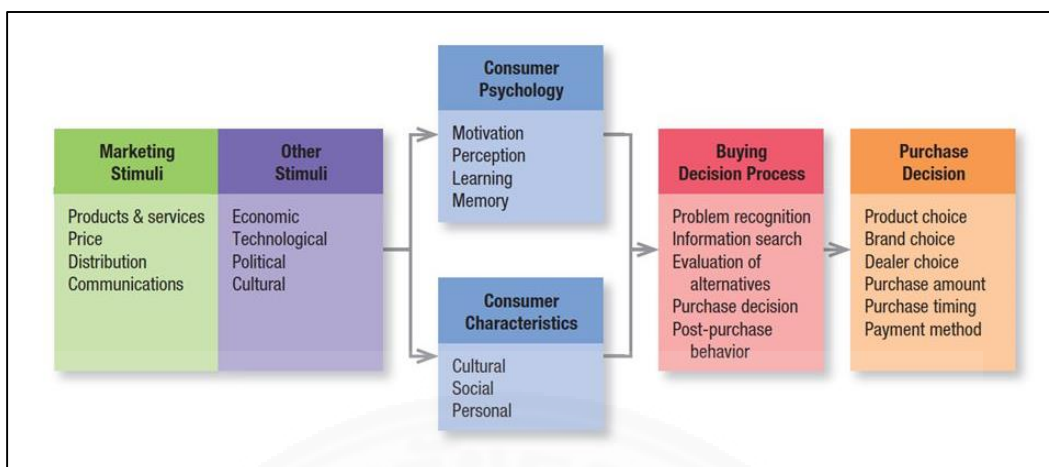 Marketing
Stimuli
Products & services
Price
Distribution
Communications
Other
Stimuli
Economic
Technological
Political
Cultural
Consumer
Psychology
Motivation
Perception
Learning
Memory
Consumer
Characteristics
Cultural
Social
Personal
Buying
Decision Process
Problem recognition
Information search
Evaluation of
alternatives
Purchase decision
Post-purchase
behavior
Purchase
Decision
Product choice
Brand choice
Dealer choice
Purchase amount
Purchase timing
Payment method